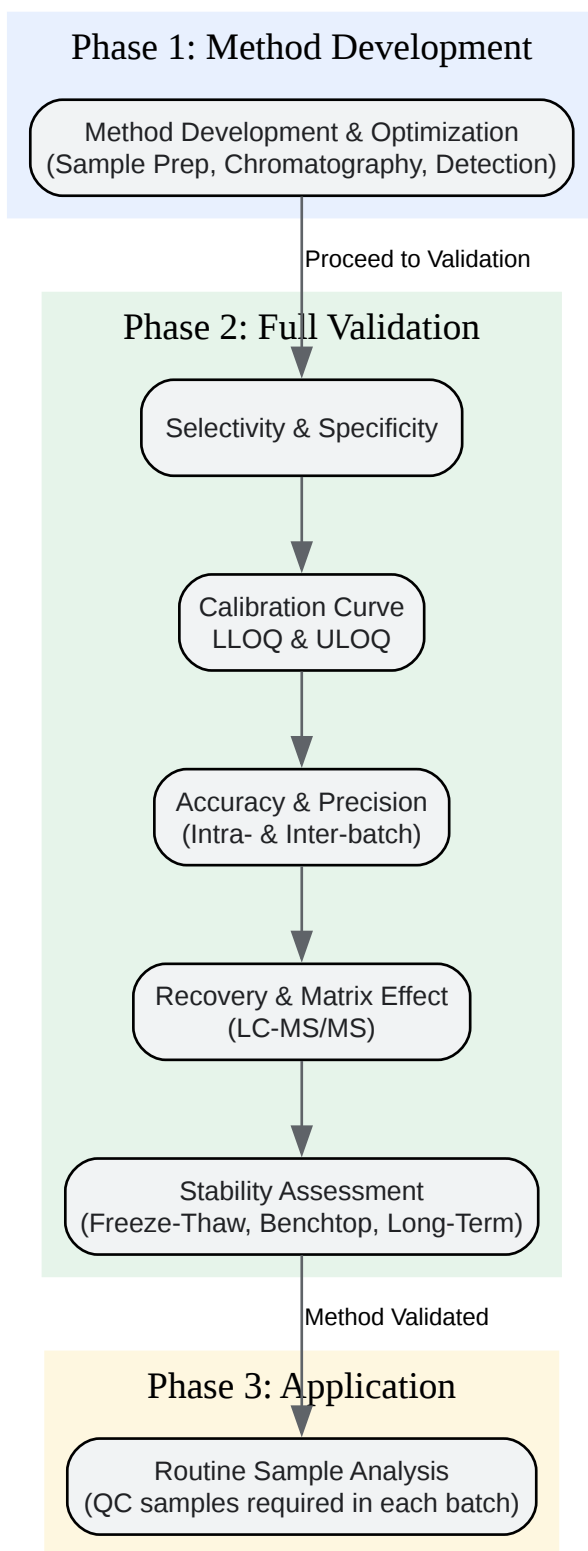 Phase 1: Method Development
Method Development & Optimization
(Sample Prep, Chromatography, Detection)
Proceed to Validation
Phase 2: Full Validation
Selectivity & Specificity
Calibration Curve
LLOQ & ULOQ
Accuracy & Precision
(Intra- & Inter-batch)
Recovery & Matrix Effect
(LC-MS/MS)
Stability Assessment
(Freeze-Thaw, Benchtop, Long-Term)
Method Validated
Phase 3: Application
Routine Sample Analysis
(QC samples required in each batch)